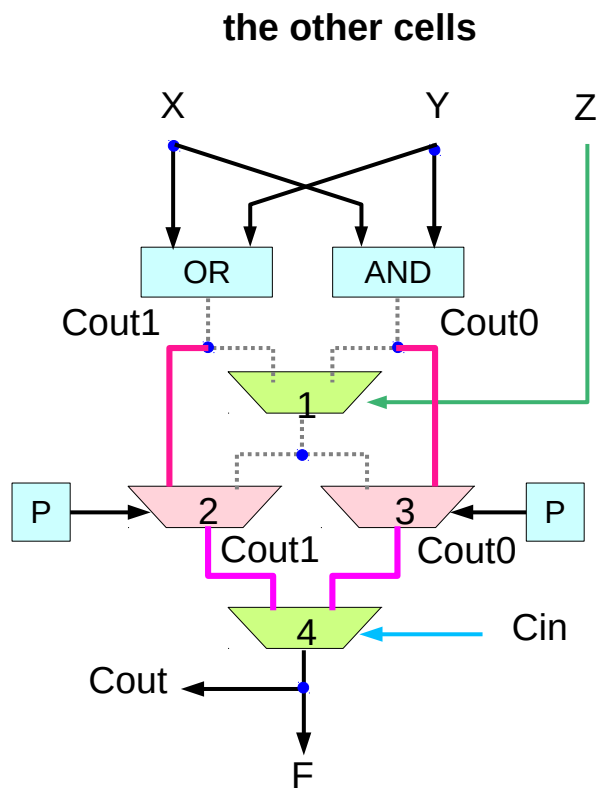 the other cells
X Y Z
OR AND
Cout1 Cout0
1
P 2 3 P
Cout1 Cout0
4 Cin
Cout
F